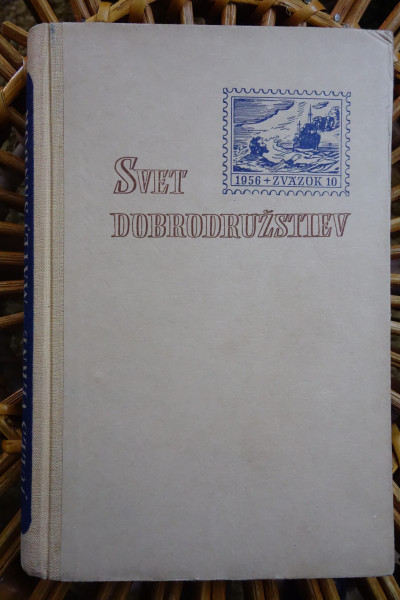 1956 + ZVÄZOK 10
SVET
DOBRODRUŽSTIEV